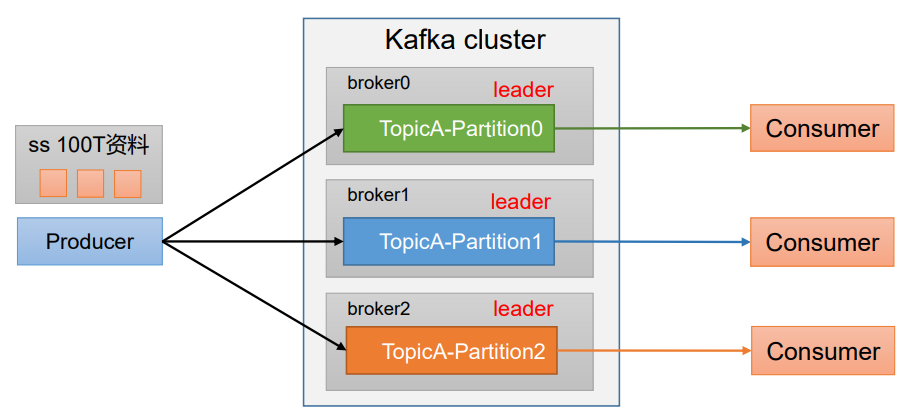 Kafka cluster
broker0
leader
TopicA-Partition0
Consumer
ss 100T资料
Producer
broker1
leader
TopicA-Partition1
Consumer
broker2
leader
TopicA-Partition2
Consumer